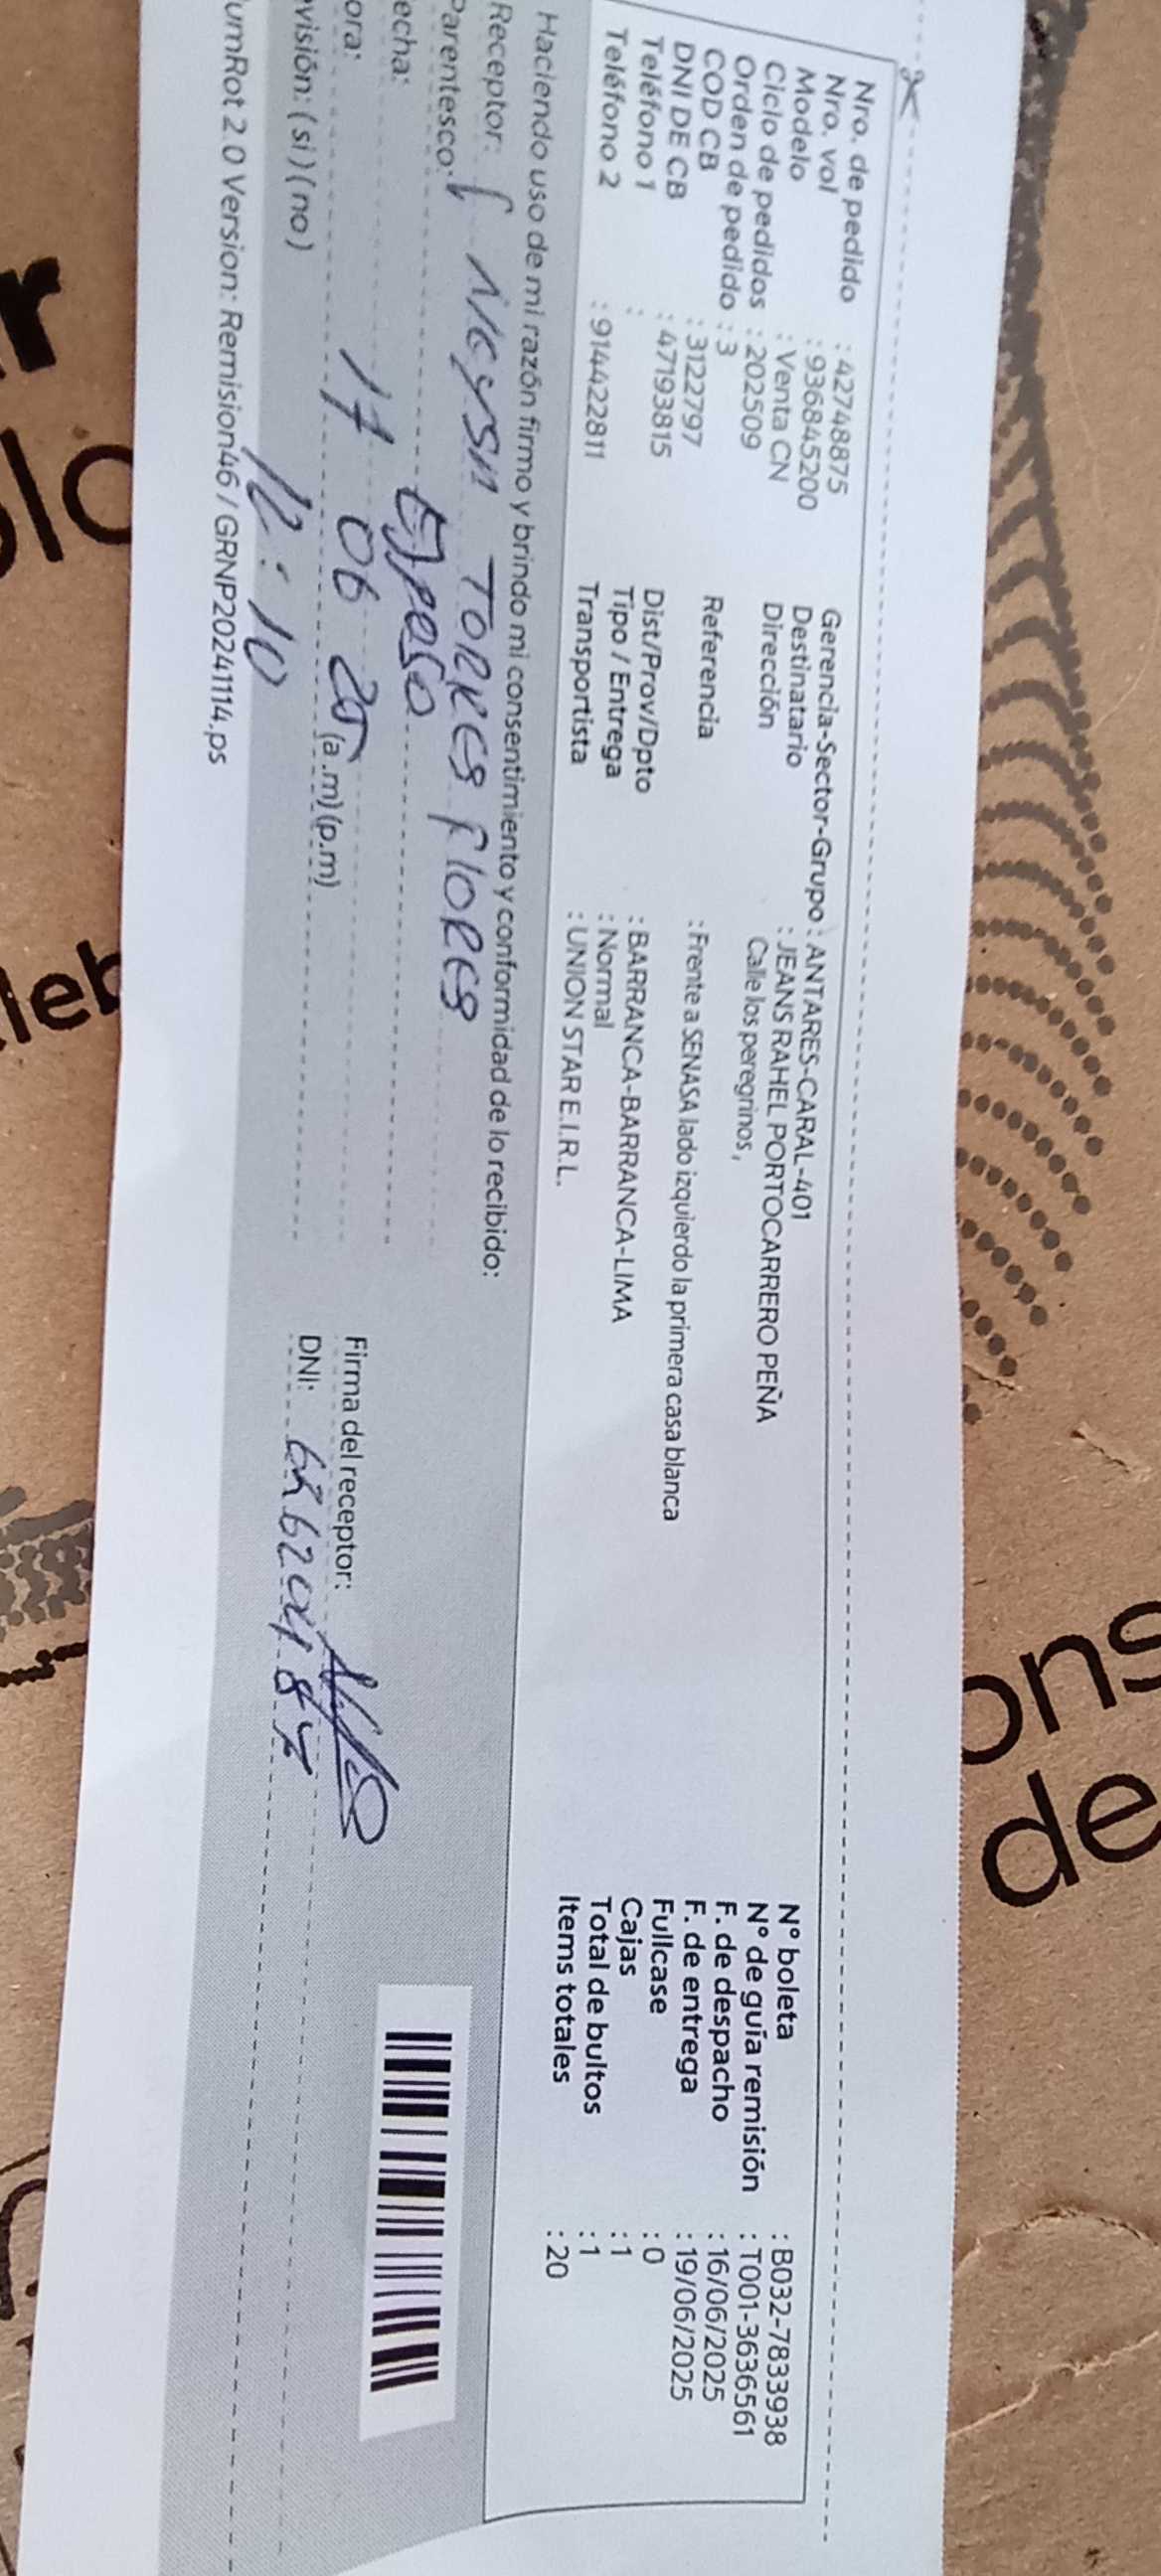 Nro. de pedido : 42748875
Nro. vol : 936845200
Modelo : Venta CN
Ciclo de pedidos : 202509
Orden de pedido : 3
COD CB : 3122797
DNI DE CB : 47193815
Teléfono 1 :
Teléfono 2 : 914422811
Gerencia-Sector-Grupo : ANTARES-CARAL-401
Destinatario : JEANS RAHEL PORTOCARRERO PEÑA
Dirección Calle los peregrinos ,
Referencia : Frente a SENASA lado izquierdo la primera casa blanca
Dist/Prov/Dpto : BARRANCA-BARRANCA-LIMA
Tipo / Entrega : Normal
Transportista : UNION STAR E.I.R.L.
N° boleta : B032-7833938
N° de guía remisión : T001-3636561
F. de despacho : 16/06/2025
F. de entrega : 19/06/2025
Fullcase : 0
Cajas : 1
Total de bultos : 1
Items totales : 20
Haciendo uso de mi razón firmo y brindo mi consentimiento y conformidad de lo recibido:
Receptor: TORRES FLORES
Parentesco: Esposo
echa: 17 06 25
ora: 12:10 (a .m) (p.m)
visión: ( si ) ( no )
Firma del receptor:
DNI:
umRot 2.0 Version: Remision46 / GRNP20241114.ps
ons
de